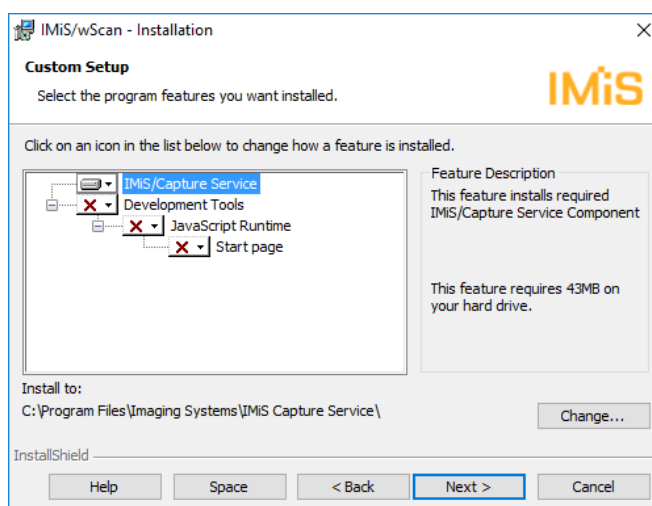 IMiS/wScan - Installation
Custom Setup
Select the program features you want installed.
IMiS
Click on an icon in the list below to change how a feature is installed.
IMiS/Capture Service
Development Tools
JavaScript Runtime
Start page
Feature Description
This feature installs required
IMiS/Capture Service Component
This feature requires 43MB on
your hard drive.
Install to:
C:\Program Files\Imaging Systems\IMiS Capture Service\
Change...
InstallShield
Help Space < Back Next > Cancel